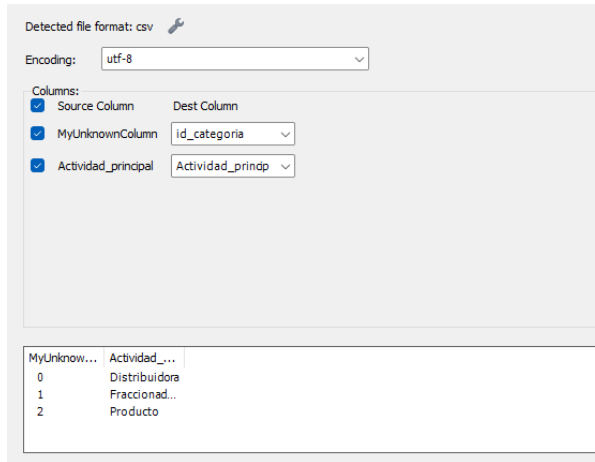 Detected file format: csv
Encoding: utf-8
Columns:
Source Column Dest Column
MyUnknownColumn id_categoria
Actividad_principal Actividad_princip
MyUnknow... Actividad_...
0 Distribuidora
1 Fraccionad...
2 Producto